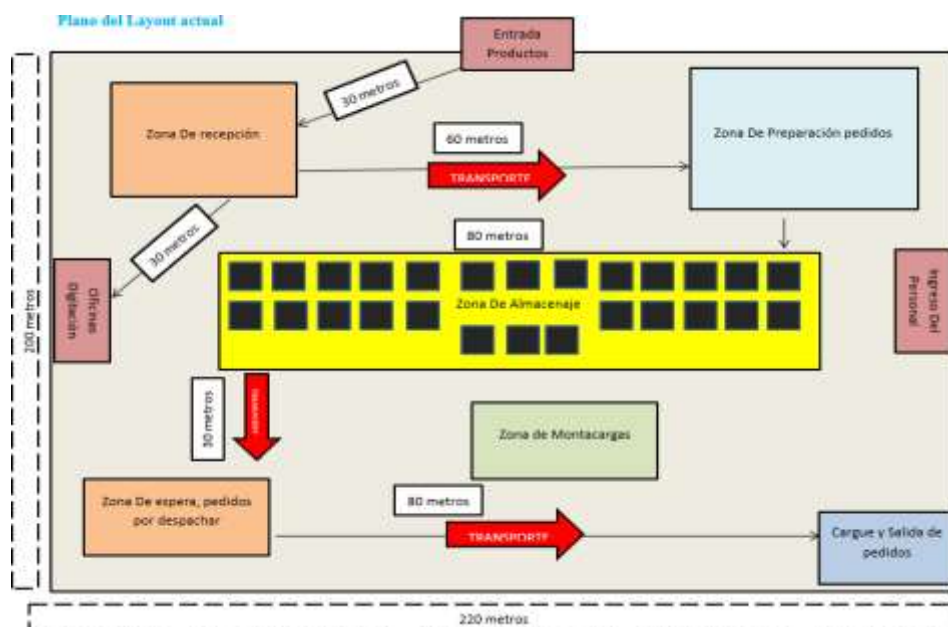 Plano del Layout actual
Entrada
Productos
30 metros
Zona De recepción
60 metros
TRANSPORTE
Zona De Preparación pedidos
30 metros
80 metros
Oficinas
Digitación
Zona De Almacenaje
Ingreso Del
Personal
200 metros
30 metros
Zona de Montacargas
Zona De espera, pedidos
por despachar
80 metros
TRANSPORTE
Cargue y Salida de
pedidos
220 metros